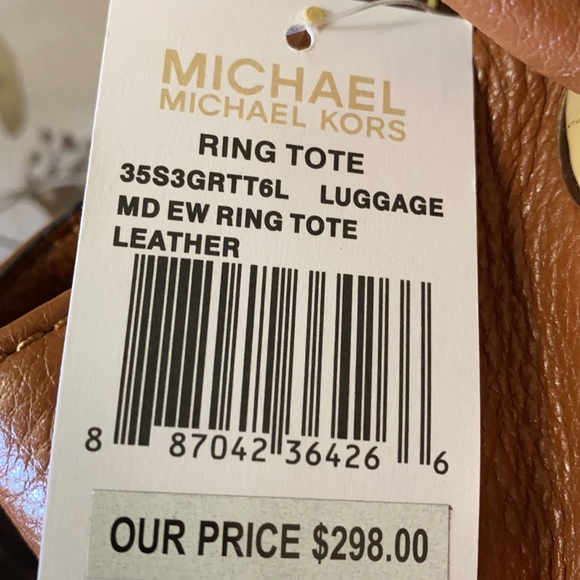 MICHAEL
MICHAEL KORS
RING TOTE
35S3GRTT6L LUGGAGE
MD EW RING TOTE
LEATHER
8 87042 36426 6
OUR PRICE $298.00